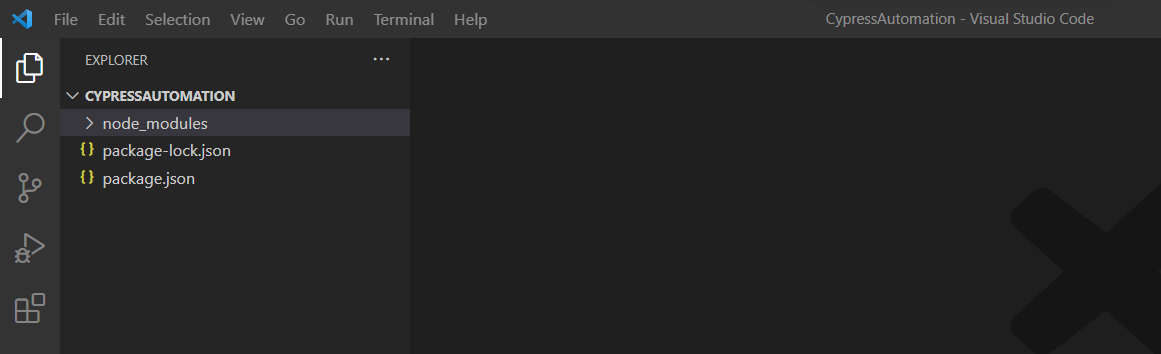 File Edit Selection View Go Run Terminal Help CypressAutomation - Visual Studio Code
EXPLORER
CYPRESSAUTOMATION
node_modules
{} package-lock.json
{} package.json